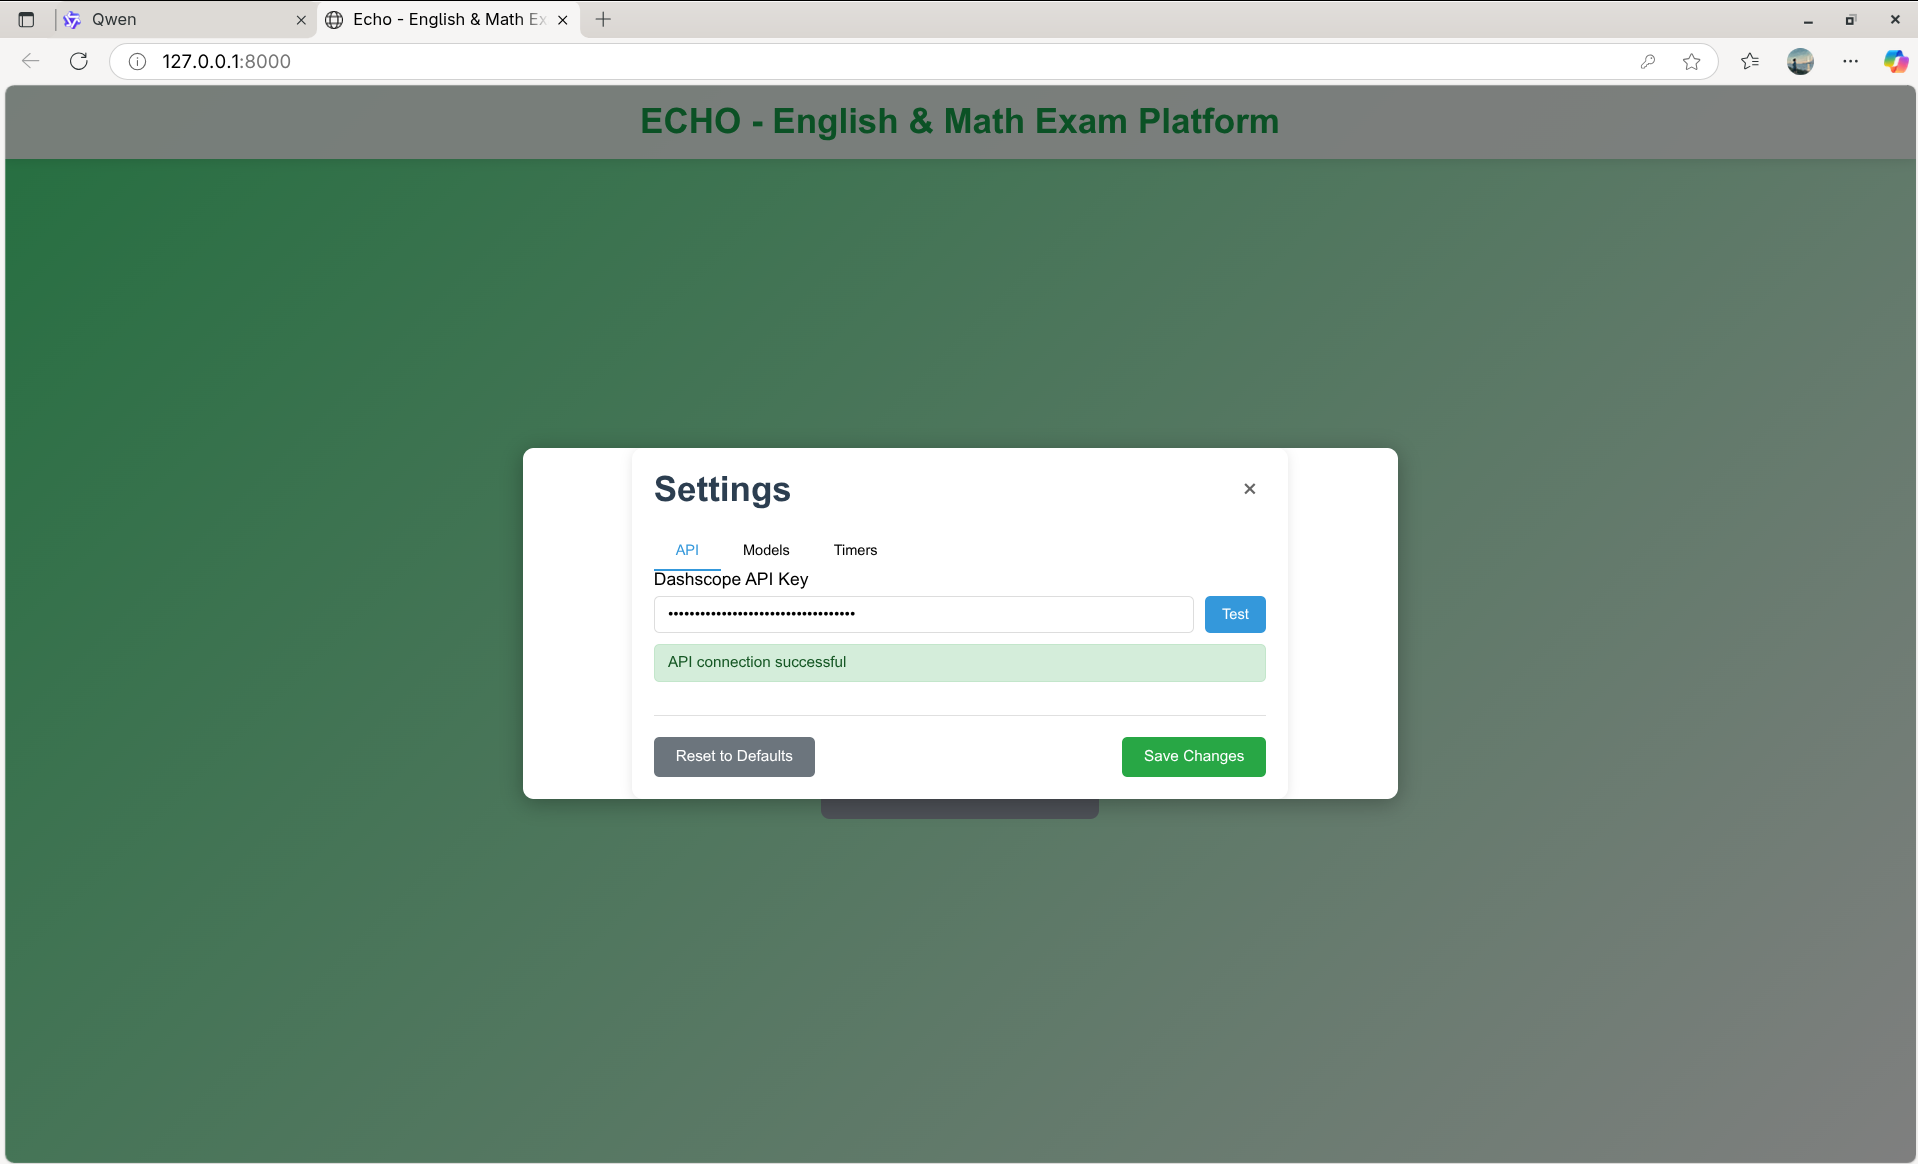 Qwen
Echo - English & Math Ex
127.0.0.1:8000
ECHO - English & Math Exam Platform
Settings
API Models Timers
Dashscope API Key
Test
API connection successful
Reset to Defaults
Save Changes